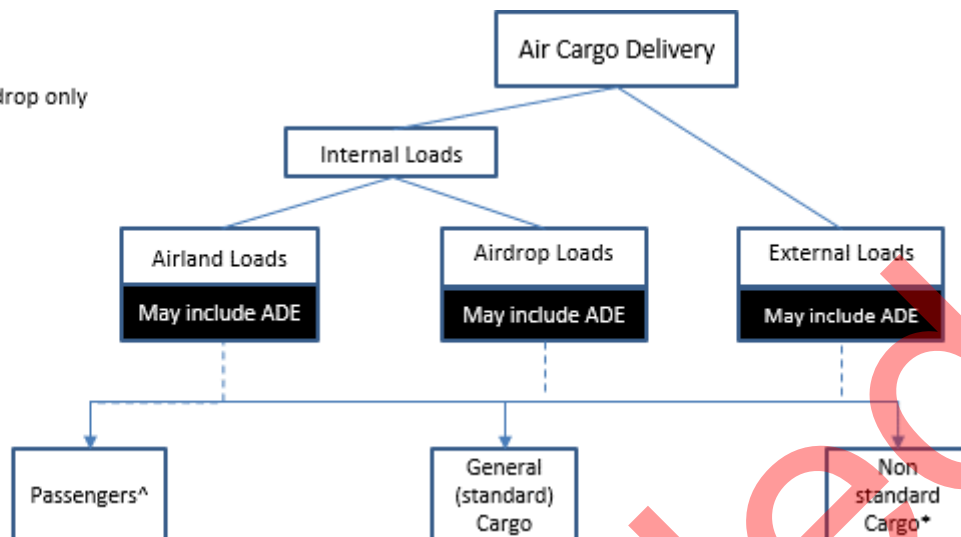 Air Cargo Delivery
drop only
Internal Loads
Airland Loads
Airdrop Loads
External Loads
May include ADE
May include ADE
May include ADE
Passengers^
General
(standard)
Cargo
Non
standard
Cargo*